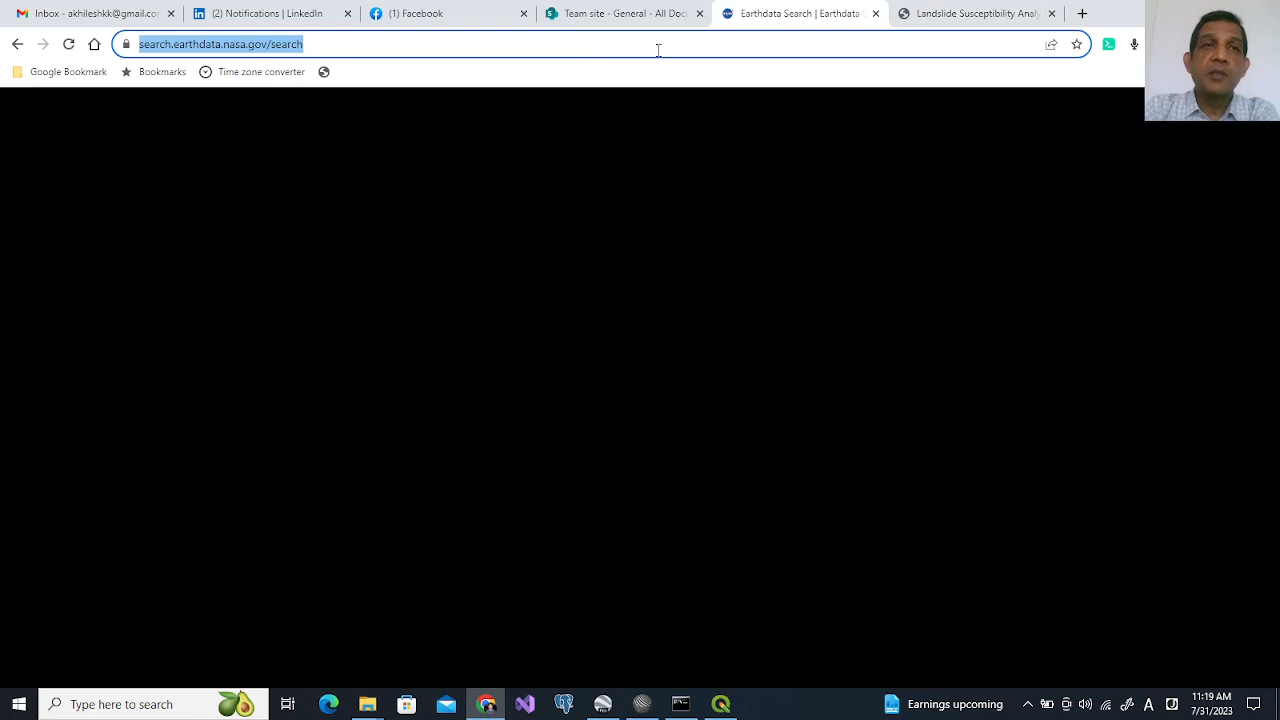 Inbox - akhileshkk@gmail.co
(2) Notifications | LinkedIn
(1) Facebook
Team site - General - All Docu
Earthdata Search | Earthdata S
Landslide Susceptibility Analy
search.earthdata.nasa.gov/search
Google Bookmark
Bookmarks
Time zone converter
Type here to search
Earnings upcoming
11:19 AM
7/31/2023